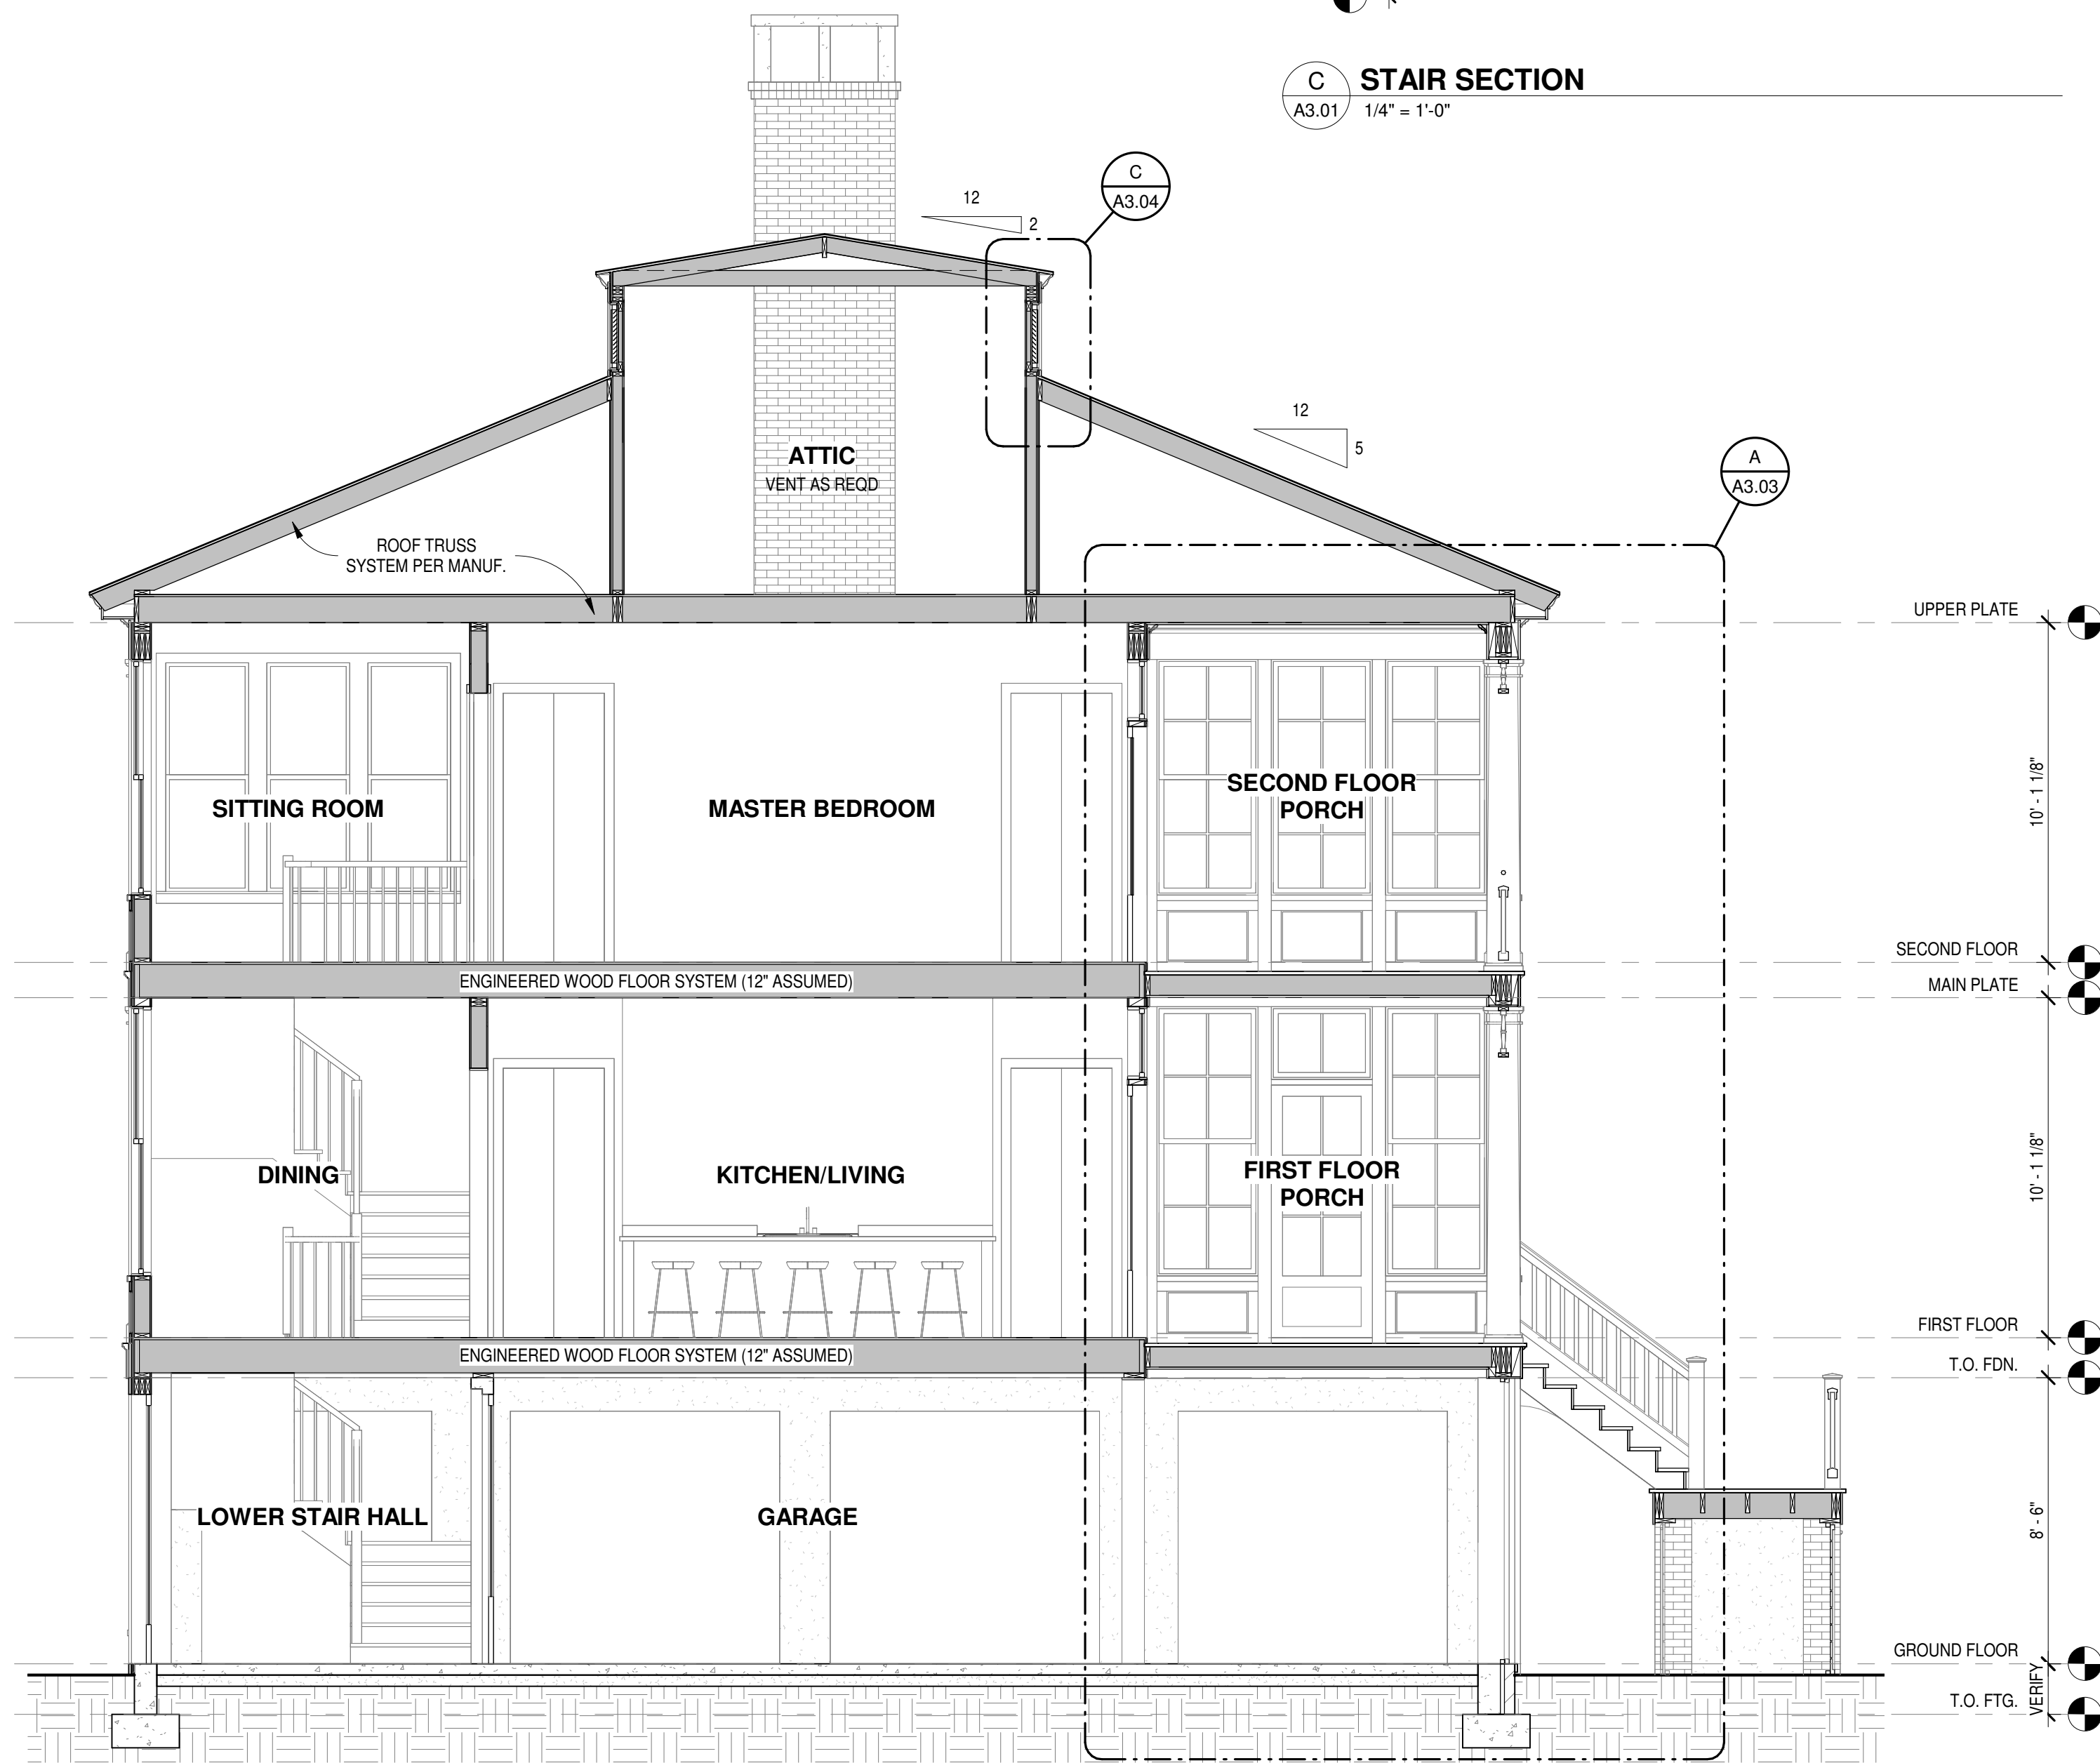 C
STAIR SECTION
A3.01
1/4" = 1'-0"
C
A3.04
12
2
12
5
A
A3.03
ATTIC
VENT AS REQD
ROOF TRUSS
SYSTEM PER MANUF.
UPPER PLATE
10' - 1 1/8"
SITTING ROOM
MASTER BEDROOM
SECOND FLOOR
PORCH
SECOND FLOOR
ENGINEERED WOOD FLOOR SYSTEM (12" ASSUMED)
MAIN PLATE
10' - 1 1/8"
DINING
KITCHEN/LIVING
FIRST FLOOR
PORCH
FIRST FLOOR
ENGINEERED WOOD FLOOR SYSTEM (12" ASSUMED)
T.O. FDN.
8' - 6"
LOWER STAIR HALL
GARAGE
GROUND FLOOR
VERIFY
T.O. FTG.